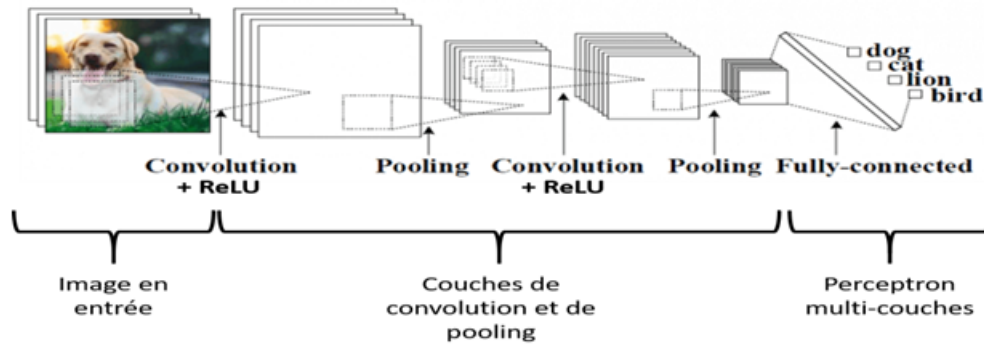 dog
cat
lion
bird
Convolution
+ ReLU
Pooling
Convolution
+ ReLU
Pooling
Fully-connected
Image en
entrée
Couches de
convolution et de
pooling
Perceptron
multi-couches